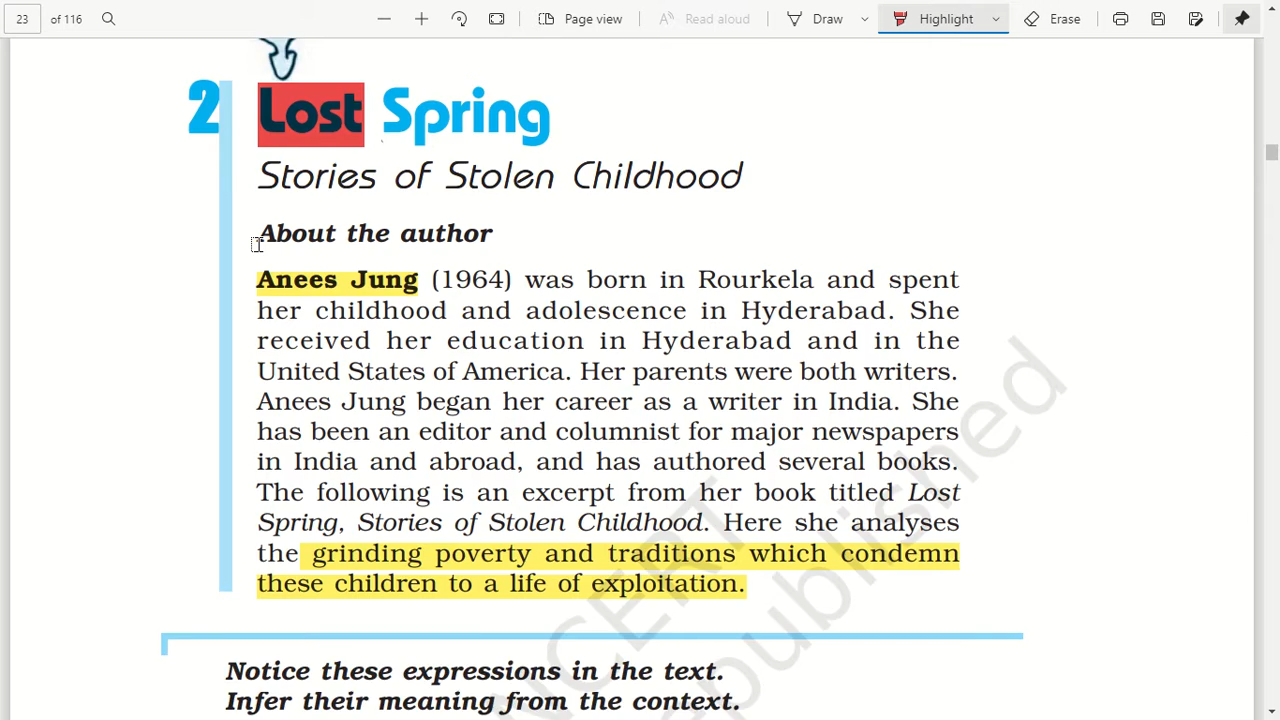 23 of 116 Page view Read aloud Draw Highlight Erase
2 Lost Spring
Stories of Stolen Childhood
About the author
Anees Jung (1964) was born in Rourkela and spent
her childhood and adolescence in Hyderabad. She
received her education in Hyderabad and in the
United States of America. Her parents were both writers.
Anees Jung began her career as a writer in India. She
has been an editor and columnist for major newspapers
in India and abroad, and has authored several books.
The following is an excerpt from her book titled Lost
Spring, Stories of Stolen Childhood. Here she analyses
the grinding poverty and traditions which condemn
these children to a life of exploitation.
Notice these expressions in the text.
Infer their meaning from the context.
NCERT
republished